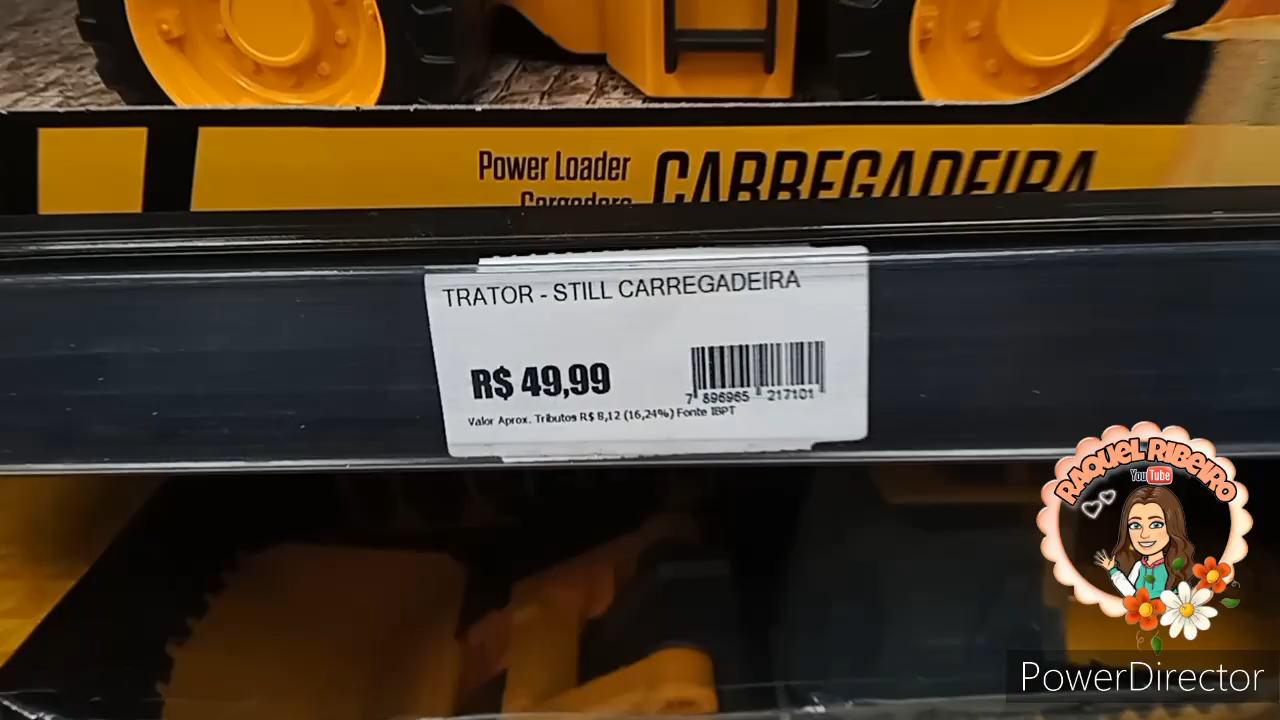 Power Loader
CARREGADEIRA
Cargadora
TRATOR - STILL CARREGADEIRA
R$ 49,99
7 896965 217101
Valor Aprox. Tributos R$ 8,12 (16,24%) Fonte IBPT
RAQUEL RIBEIRO
YouTube
PowerDirector